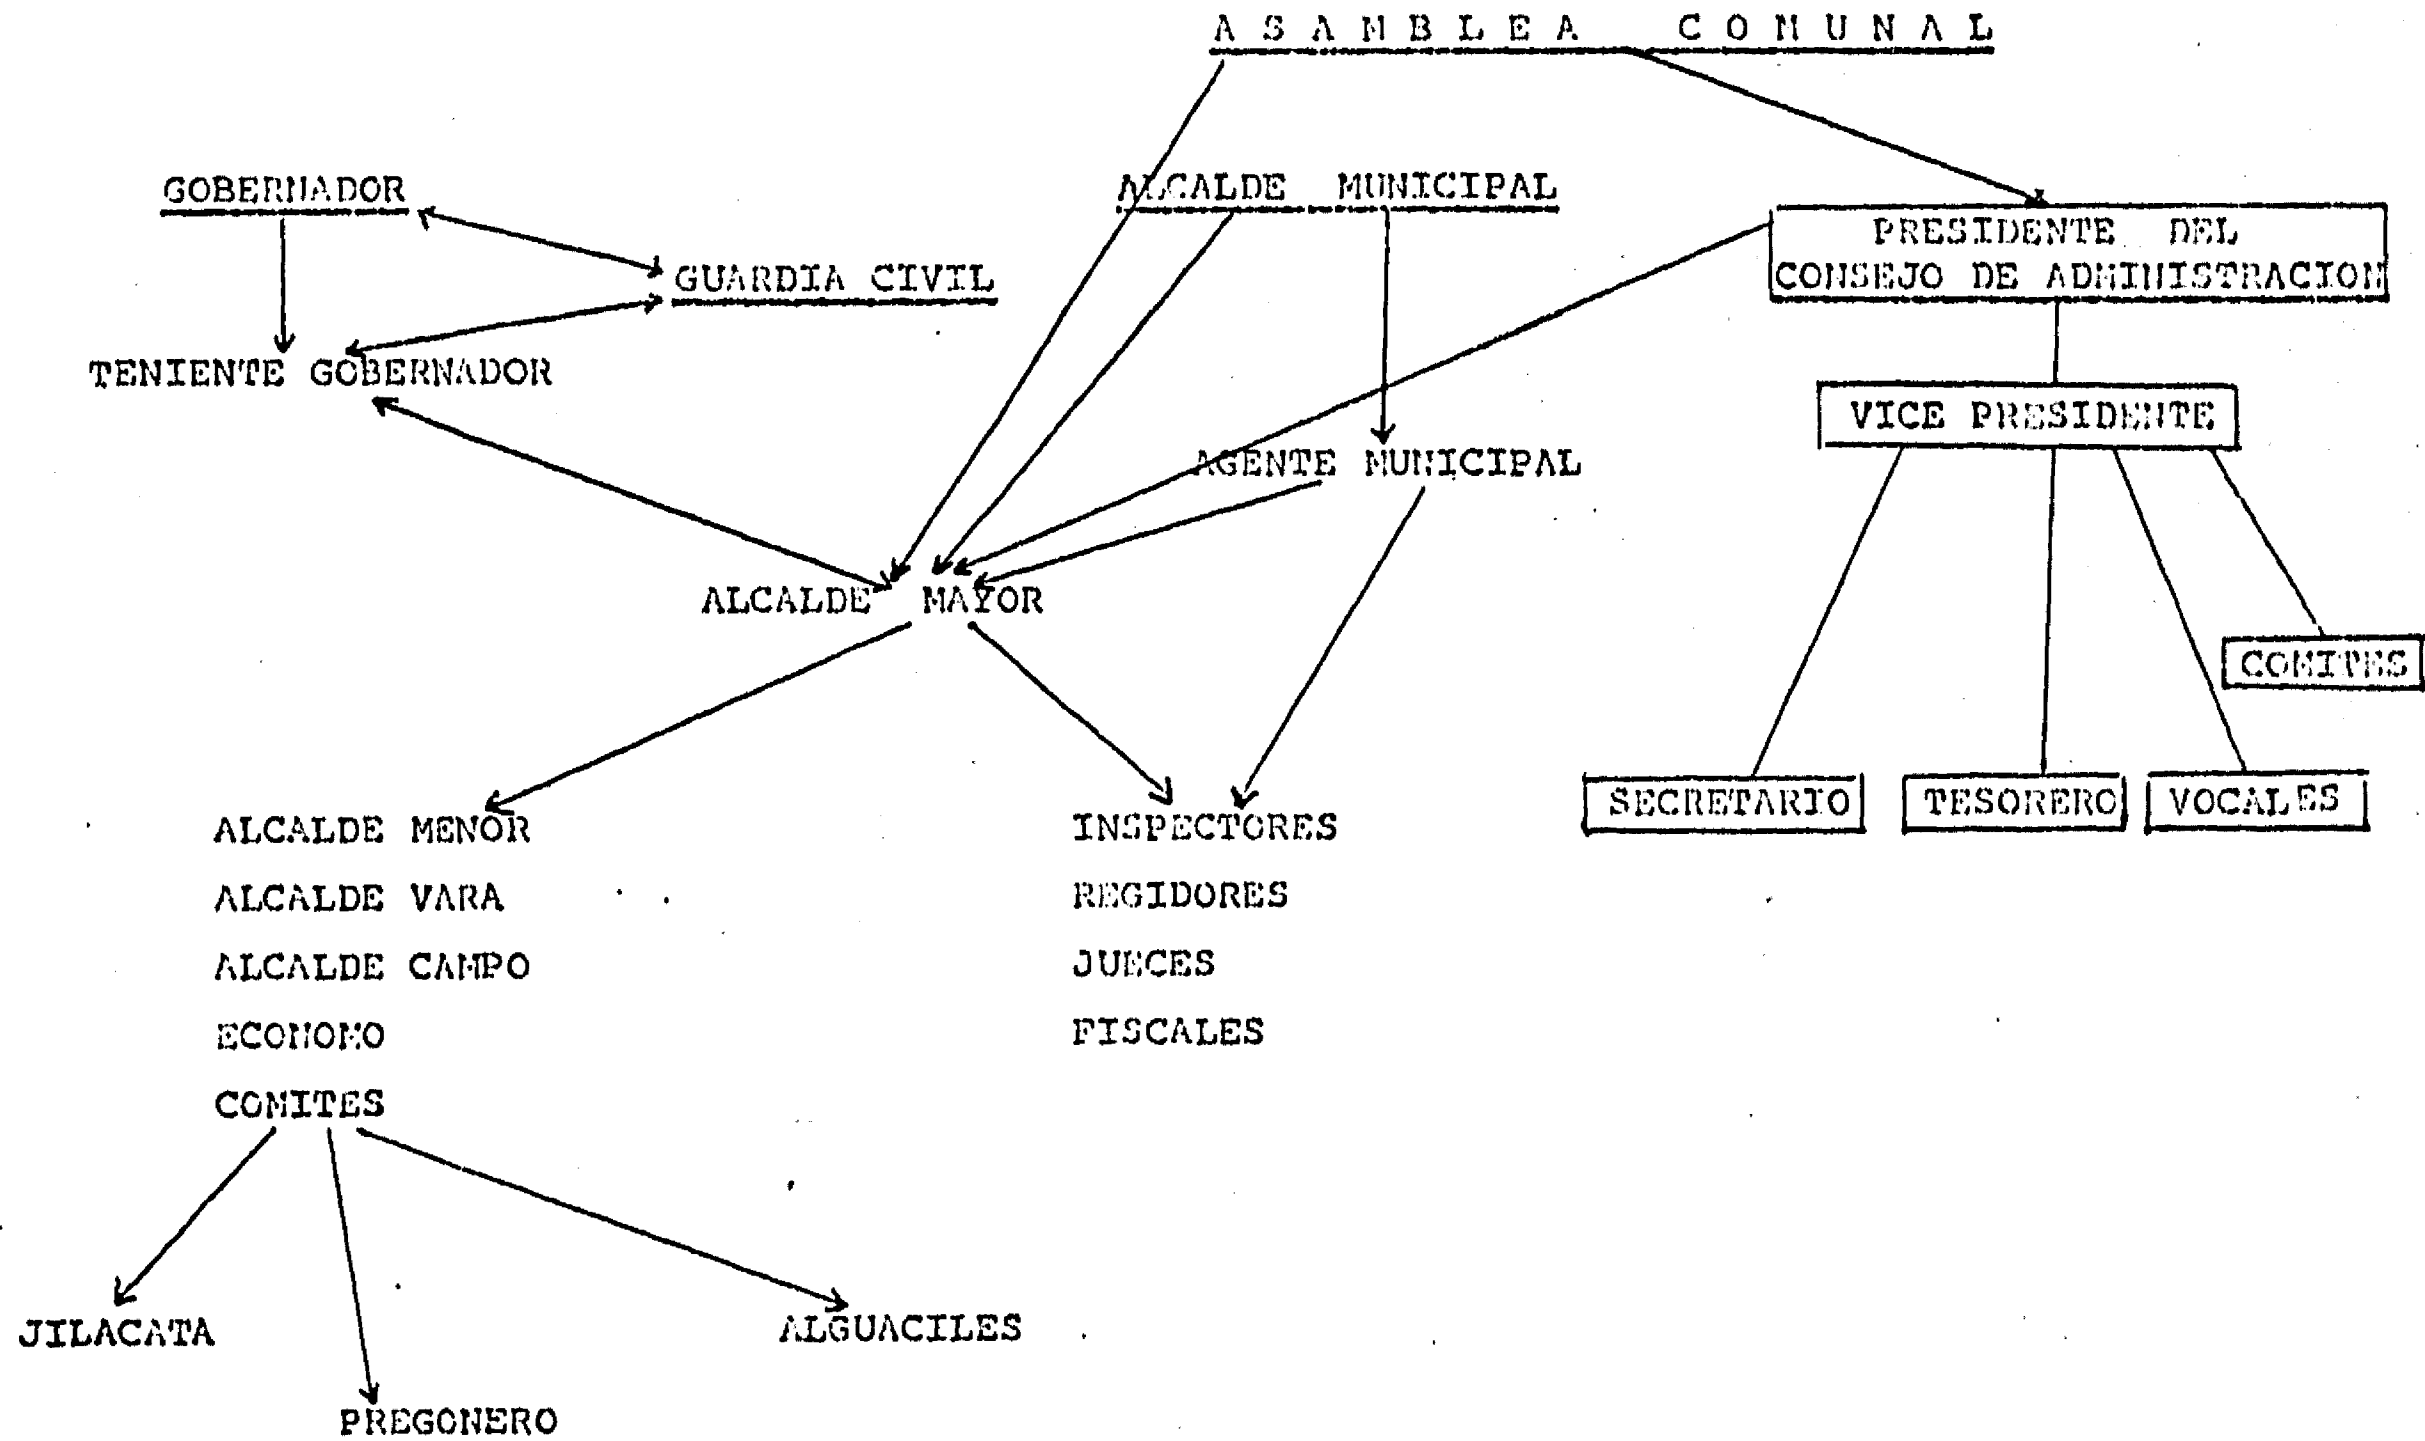 ASAMBLEA COMUNAL
GOBERNADOR
ALCALDE MUNICIPAL
PRESIDENTE DEL
CONSEJO DE ADMINISTRACION
GUARDIA CIVIL
TENIENTE GOBERNADOR
VICE PRESIDENTE
AGENTE MUNICIPAL
ALCALDE MAYOR
COMITES
SECRETARIO
TESORERO
VOCALES
ALCALDE MENOR
ALCALDE VARA
ALCALDE CAMPO
ECONOMO
COMITES
INSPECTORES
REGIDORES
JUECES
FISCALES
JILACATA
ALGUACILES
PREGONERO